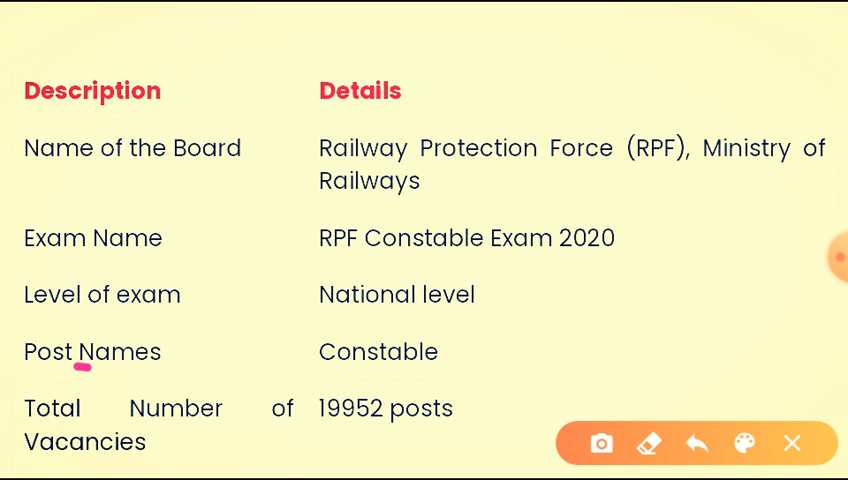 Description Details
Name of the Board Railway Protection Force (RPF), Ministry of
Railways
Exam Name RPF Constable Exam 2020
Level of exam National level
Post Names Constable
Total Number of 19952 posts
Vacancies